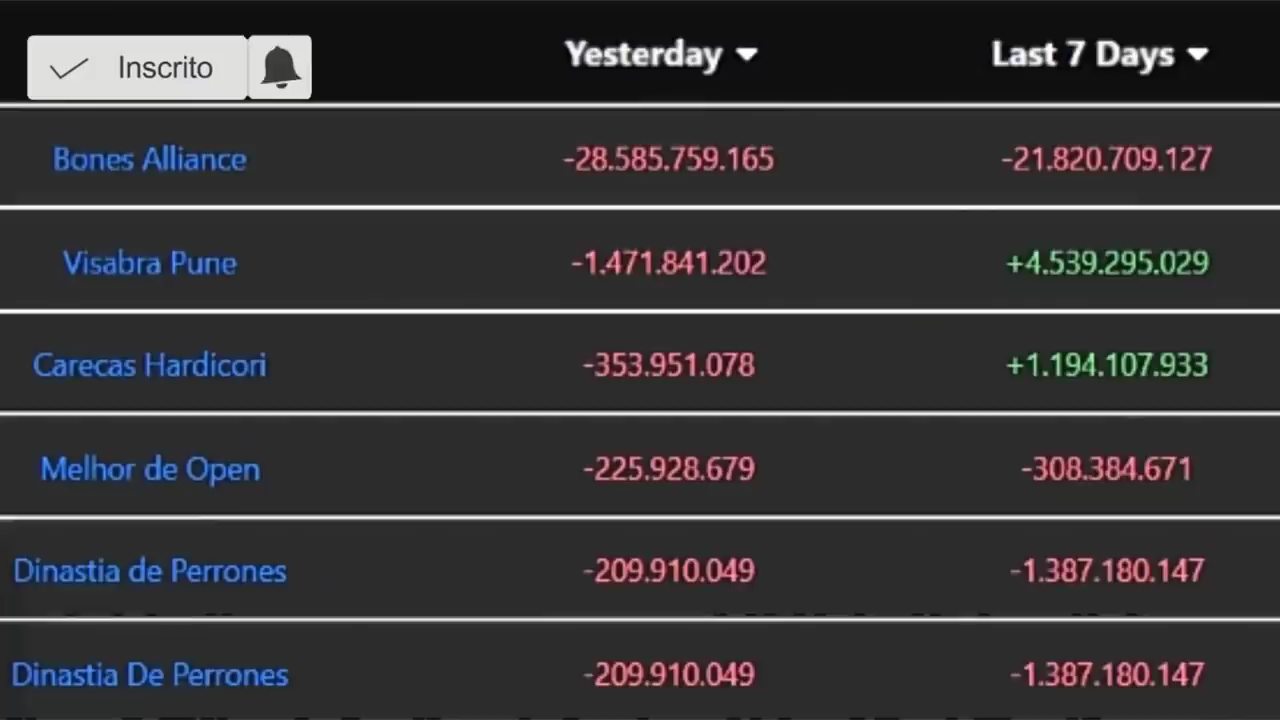 Inscrito Yesterday Last 7 Days
Bones Alliance -28.585.759.165 -21.820.709.127
Visabra Pune -1.471.841.202 +4.539.295.029
Carecas Hardicori -353.951.078 +1.194.107.933
Melhor de Open -225.928.679 -308.384.671
Dinastia de Perrones -209.910.049 -1.387.180.147
Dinastia De Perrones -209.910.049 -1.387.180.147